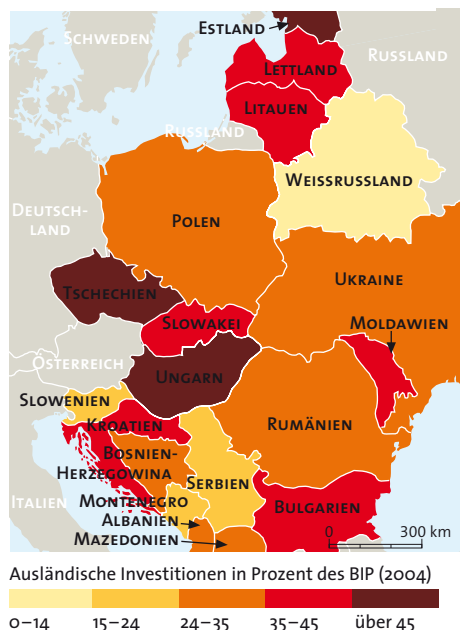 Schweden
Estland
Russland
Lettland
Litauen
Russland
Weissrussland
Deutsch-
land
Polen
Ukraine
Tschechien
Slowakei
Moldawien
Österreich
Ungarn
Slowenien
Kroatien
Rumänien
Bosnien-
Herzegowina
Serbien
Italien
Montenegro
Bulgarien
Albanien
Mazedonien
0 300 km
Ausländische Investitionen in Prozent des BIP (2004)
0–14 15–24 24–35 35–45 über 45